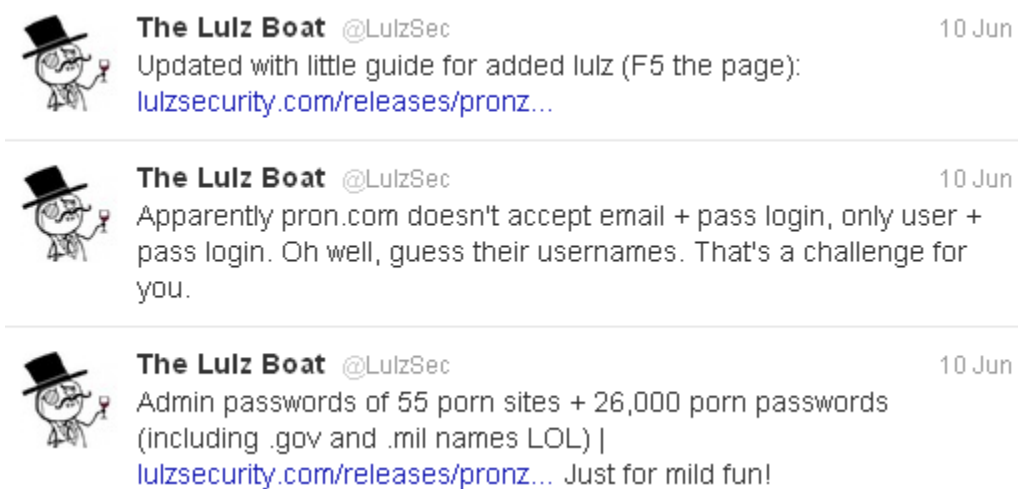 The Lulz Boat @LulzSec 10 Jun
Updated with little guide for added lulz (F5 the page):
lulzsecurity.com/releases/pronz...
The Lulz Boat @LulzSec 10 Jun
Apparently pron.com doesn't accept email + pass login, only user +
pass login. Oh well, guess their usernames. That's a challenge for
you.
The Lulz Boat @LulzSec 10 Jun
Admin passwords of 55 porn sites + 26,000 porn passwords
(including .gov and .mil names LOL) |
lulzsecurity.com/releases/pronz... Just for mild fun!